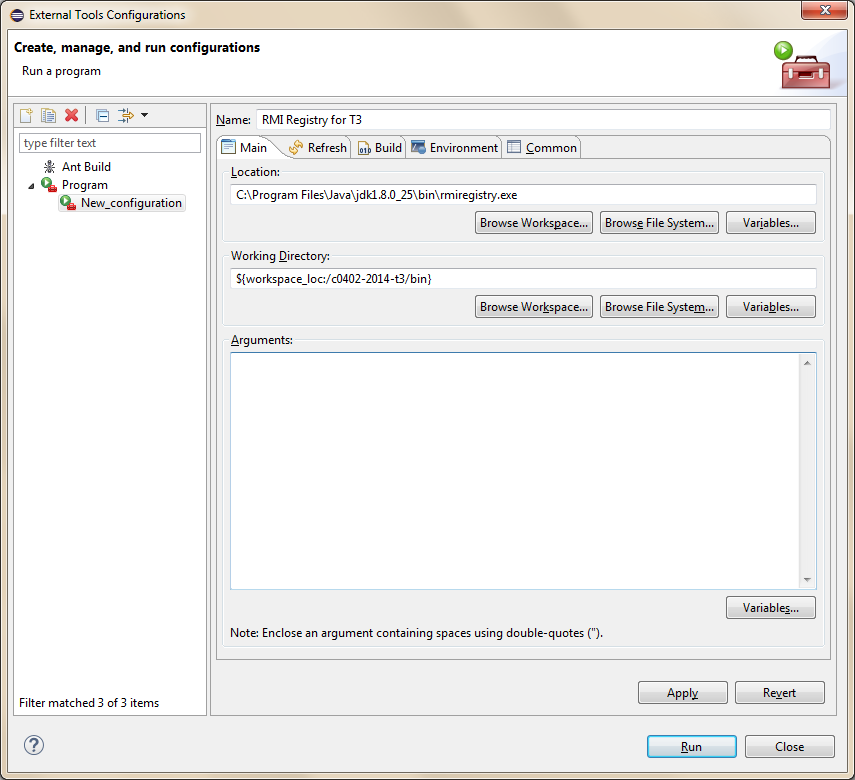 External Tools Configurations
Create, manage, and run configurations
Run a program
type filter text
Ant Build
Program
New_configuration
Filter matched 3 of 3 items
Name: RMI Registry for T3
Main Refresh Build Environment Common
Location:
C:\Program Files\Java\jdk1.8.0_25\bin\rmiregistry.exe
Browse Workspace... Browse File System... Variables...
Working Directory:
${workspace_loc:/c0402-2014-t3/bin}
Browse Workspace... Browse File System... Variables...
Arguments:
Variables...
Note: Enclose an argument containing spaces using double-quotes (").
Apply Revert
? Run Close